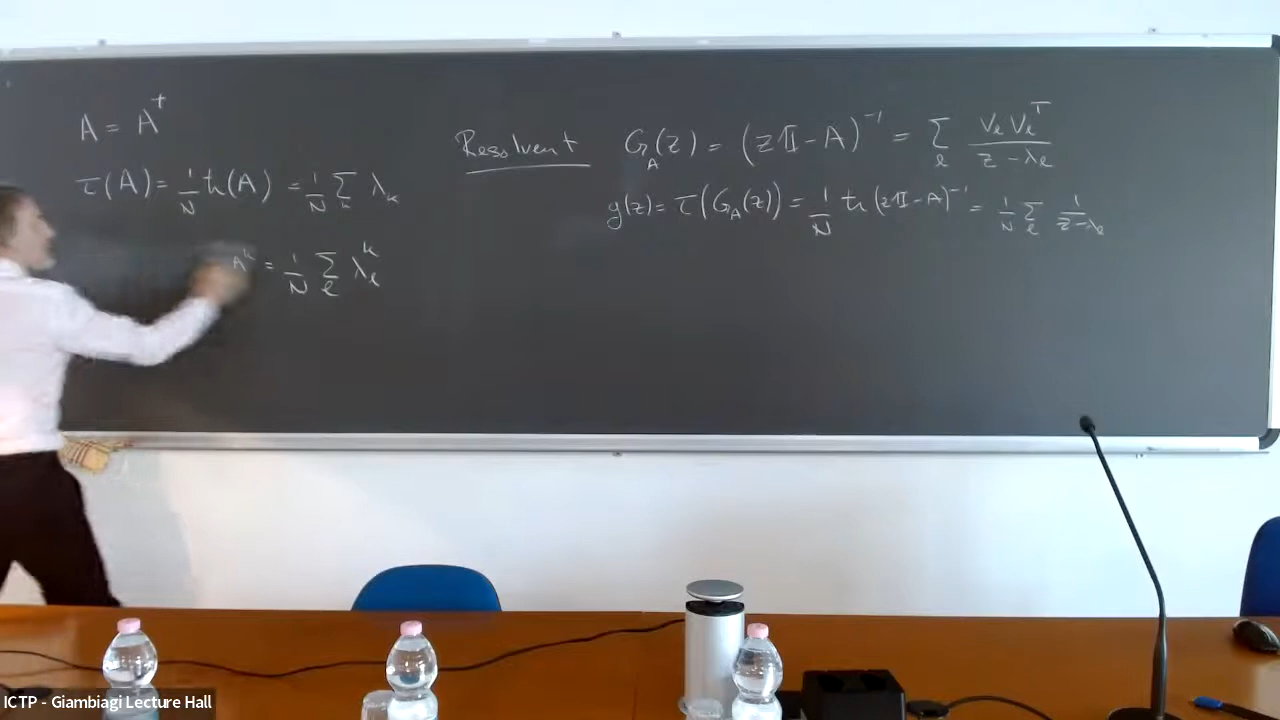 A = A†
τ(A) = 1/N tr(A) = 1/N Σ λ_k
A^k = 1/N Σ_ℓ λ_ℓ^k
Resolvent G_A(z) = (z𝟙 - A)^{-1} = Σ_ℓ v_ℓ v_ℓ^T / (z - λ_ℓ)
g(z) = τ(G_A(z)) = 1/N tr (z𝟙 - A)^{-1} = 1/N Σ_ℓ 1/(z - λ_ℓ)
ICTP - Giambiagi Lecture Hall